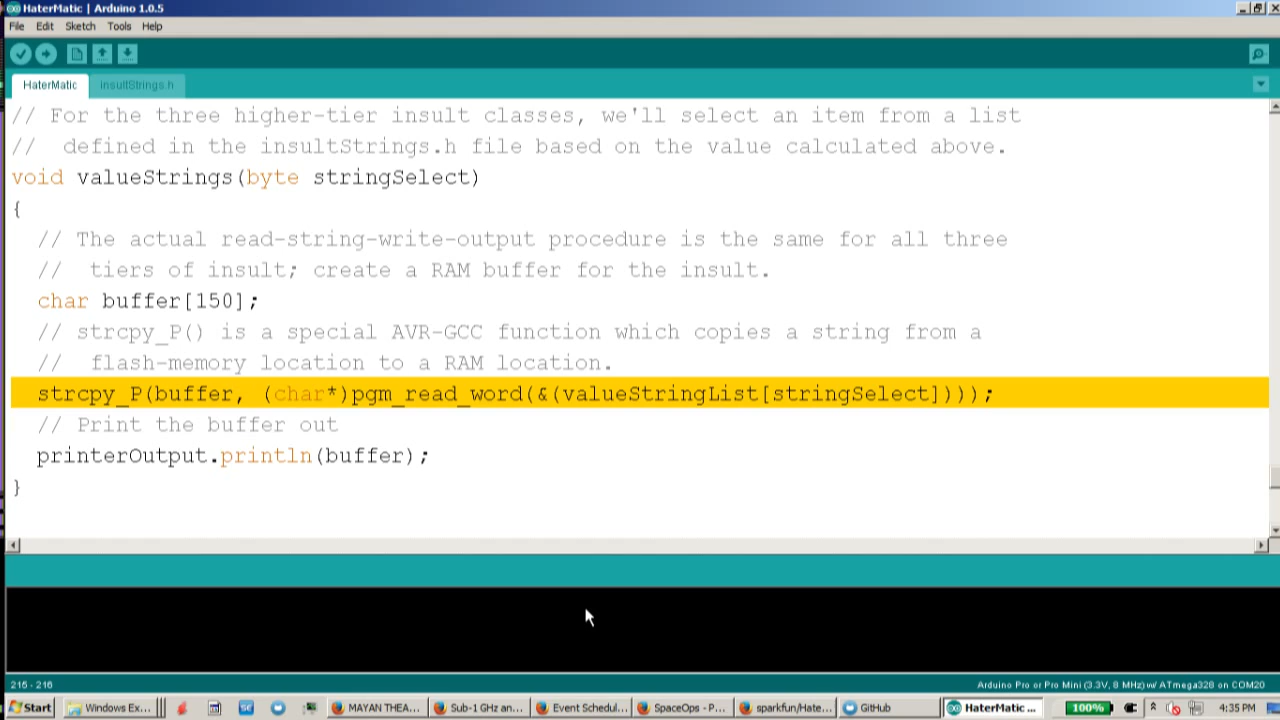 HaterMatic | Arduino 1.0.5
File Edit Sketch Tools Help
HaterMatic insultStrings.h
// For the three higher-tier insult classes, we'll select an item from a list
// defined in the insultStrings.h file based on the value calculated above.
void valueStrings(byte stringSelect)
{
// The actual read-string-write-output procedure is the same for all three
// tiers of insult; create a RAM buffer for the insult.
char buffer[150];
// strcpy_P() is a special AVR-GCC function which copies a string from a
// flash-memory location to a RAM location.
strcpy_P(buffer, (char*)pgm_read_word(&(valueStringList[stringSelect])));
// Print the buffer out
printerOutput.println(buffer);
}
215 - 216 Arduino Pro or Pro Mini (3.3V, 8 MHz) w/ ATmega328 on COM20
Start Windows Ex... MAYAN THEA... Sub-1 GHz an... Event Schedul... SpaceOps - P... sparkfun/Hate... GitHub HaterMatic ... 100% 4:35 PM